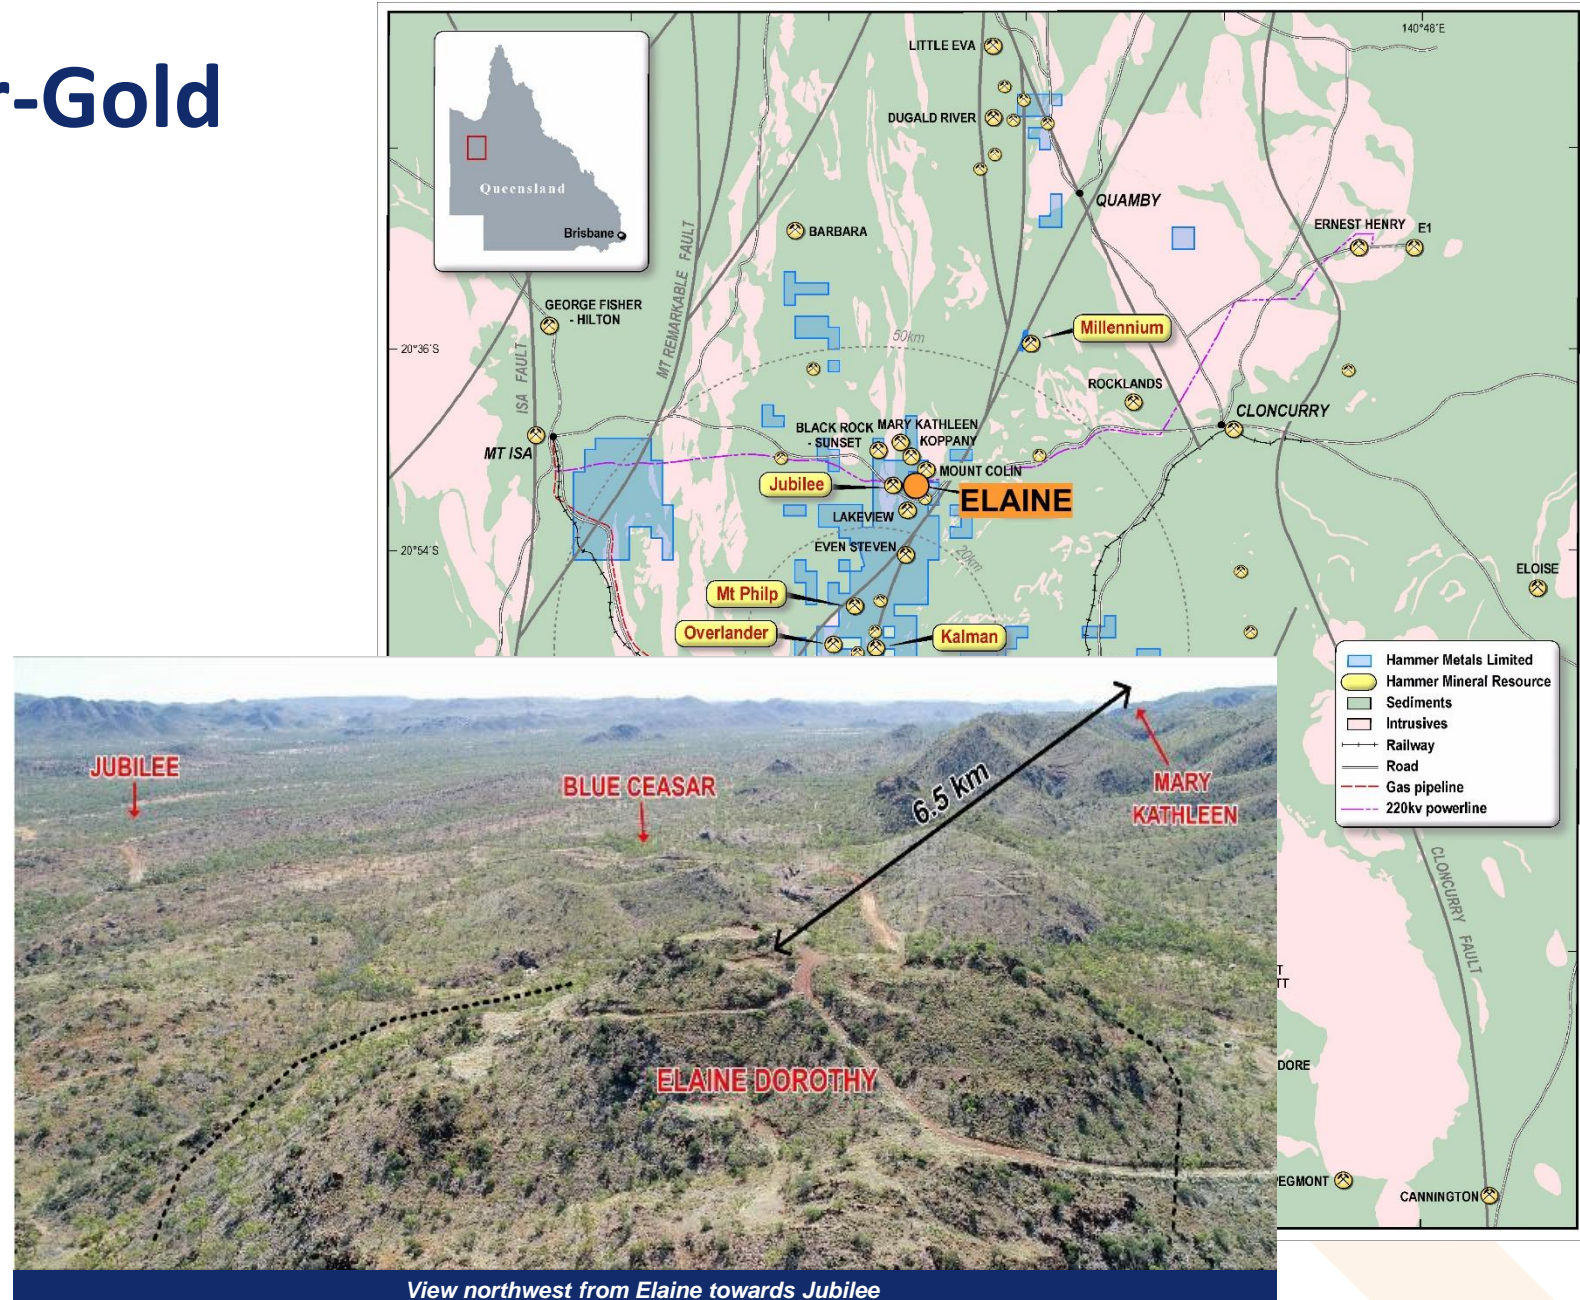 r-Gold
140°48'E
LITTLE EVA
DUGALD RIVER
QUAMBY
Queensland
Brisbane
BARBARA
ERNEST HENRY
E1
MT REMARKABLE FAULT
GEORGE FISHER
- HILTON
50km
Millennium
20°36'S
ISA FAULT
ROCKLANDS
CLONCURRY
BLACK ROCK
- SUNSET
MARY KATHLEEN
KOPPANY
MT ISA
MOUNT COLIN
Jubilee
ELAINE
LAKEVIEW
EVEN STEVEN
20km
20°54'S
ELOISE
Mt Philp
Overlander
Kalman
Hammer Metals Limited
Hammer Mineral Resource
Sediments
Intrusives
Railway
Road
Gas pipeline
220kv powerline
JUBILEE
BLUE CEASAR
6.5 km
MARY
KATHLEEN
CLONCURRY FAULT
T
TT
DORE
ELAINE DOROTHY
EGMONT
CANNINGTON
View northwest from Elaine towards Jubilee